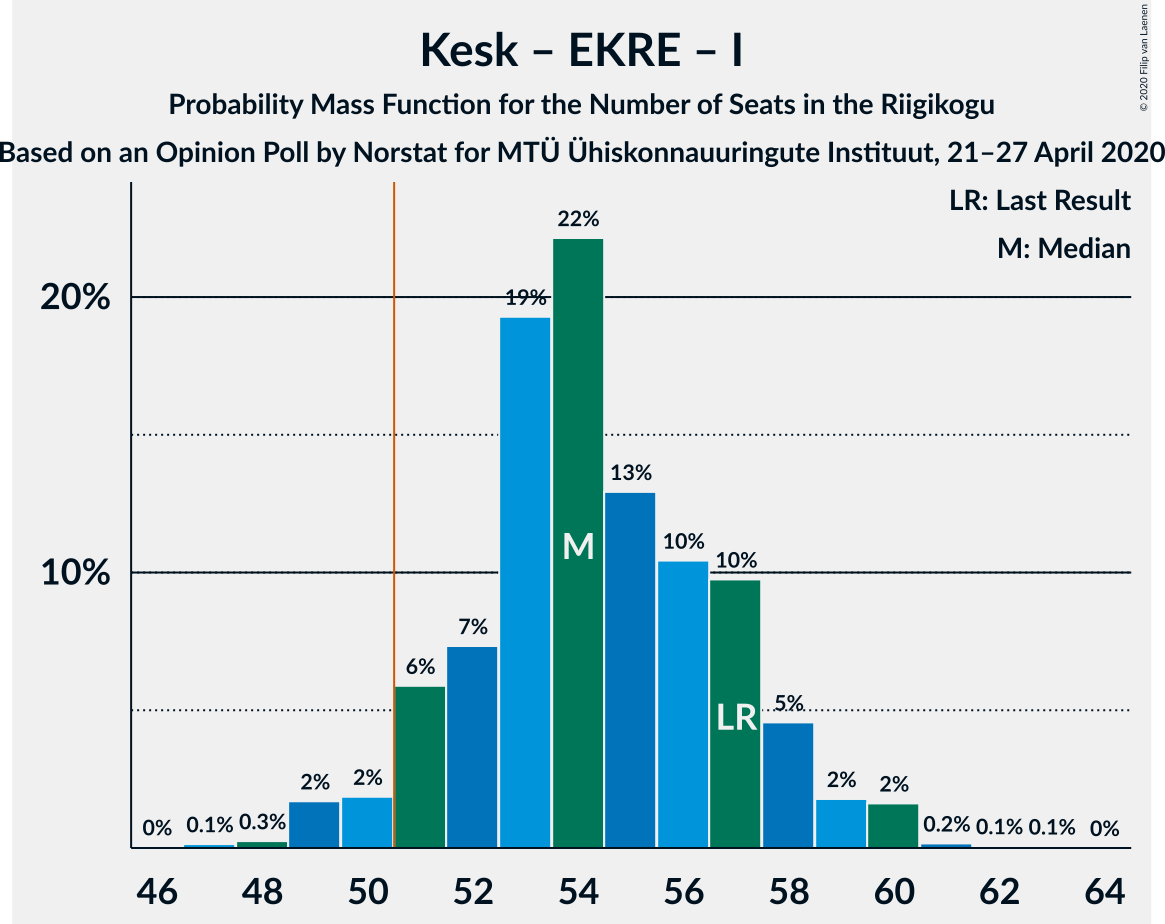 Kesk – EKRE – I
Probability Mass Function for the Number of Seats in the Riigikogu
Based on an Opinion Poll by Norstat for MTÜ Ühiskonnauuringute Instituut, 21–27 April 2020
© 2020 Filip van Laenen
LR: Last Result
M: Median
22%
20%
19%
13%
M
10%
10%
10%
7%
6%
LR
5%
2%
2%
2%
2%
0%
0.1%
0.3%
0.2%
0.1%
0.1%
0%
46 48 50 52 54 56 58 60 62 64